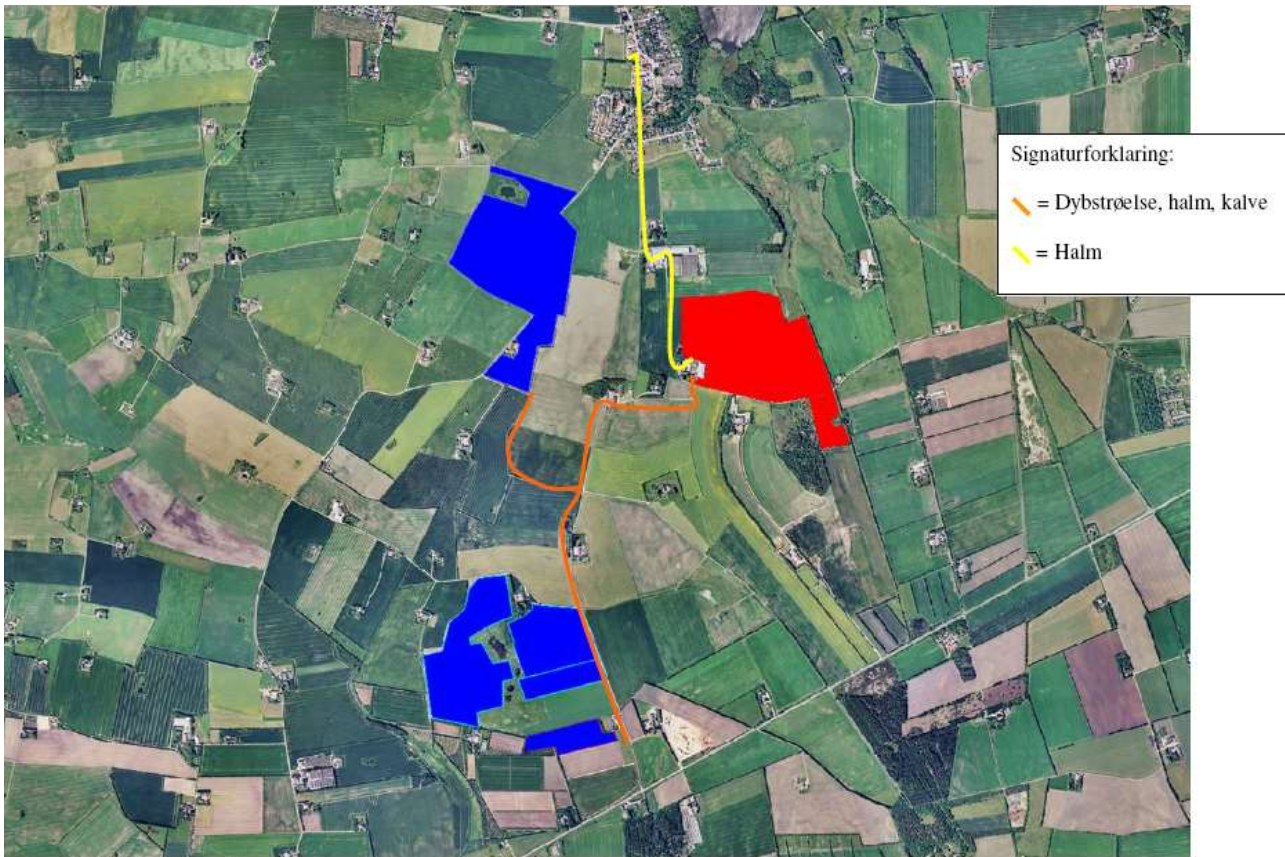 Signaturforklaring:
= Dybstrøelse, halm, kalve
= Halm